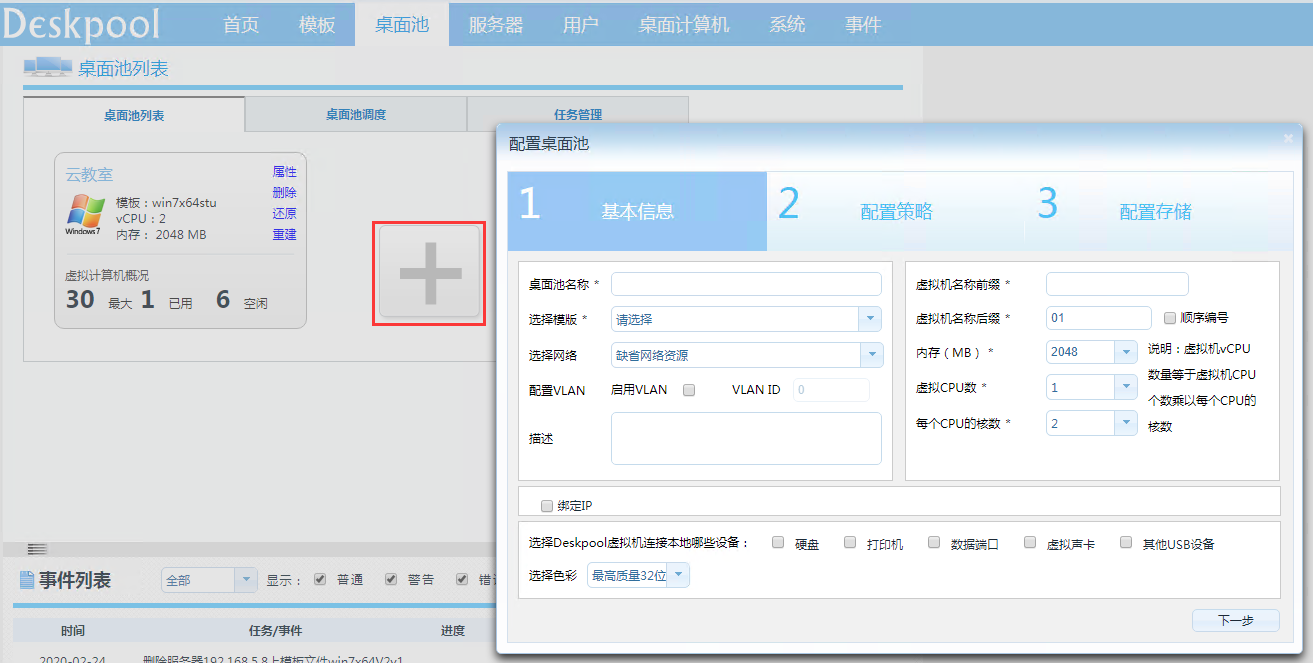 Deskpool 首页 模板 桌面池 服务器 用户 桌面计算机 系统 事件
桌面池列表
桌面池列表 桌面池调度 任务管理
云教室 属性
模板：win7x64stu 删除
vCPU：2 还原
内存： 2048 MB 重建
Windows7
虚拟计算机概况
30 最大 1 已用 6 空闲
配置桌面池
1 基本信息 2 配置策略 3 配置存储
桌面池名称 *
选择模版 * 请选择
选择网络 缺省网络资源
配置VLAN 启用VLAN VLAN ID 0
描述
虚拟机名称前缀 *
虚拟机名称后缀 * 01 顺序编号
内存（MB） * 2048
虚拟CPU数 * 1
每个CPU的核数 * 2
说明：虚拟机vCPU
数量等于虚拟机CPU
个数乘以每个CPU的
核数
绑定IP
选择Deskpool虚拟机连接本地哪些设备： 硬盘 打印机 数据端口 虚拟声卡 其他USB设备
选择色彩 最高质量32位
下一步
事件列表 全部 显示： 普通 警告
时间 任务/事件 进度
2020-02-24 删除服务器192.168.5.8上模板文件win7x64V2v1